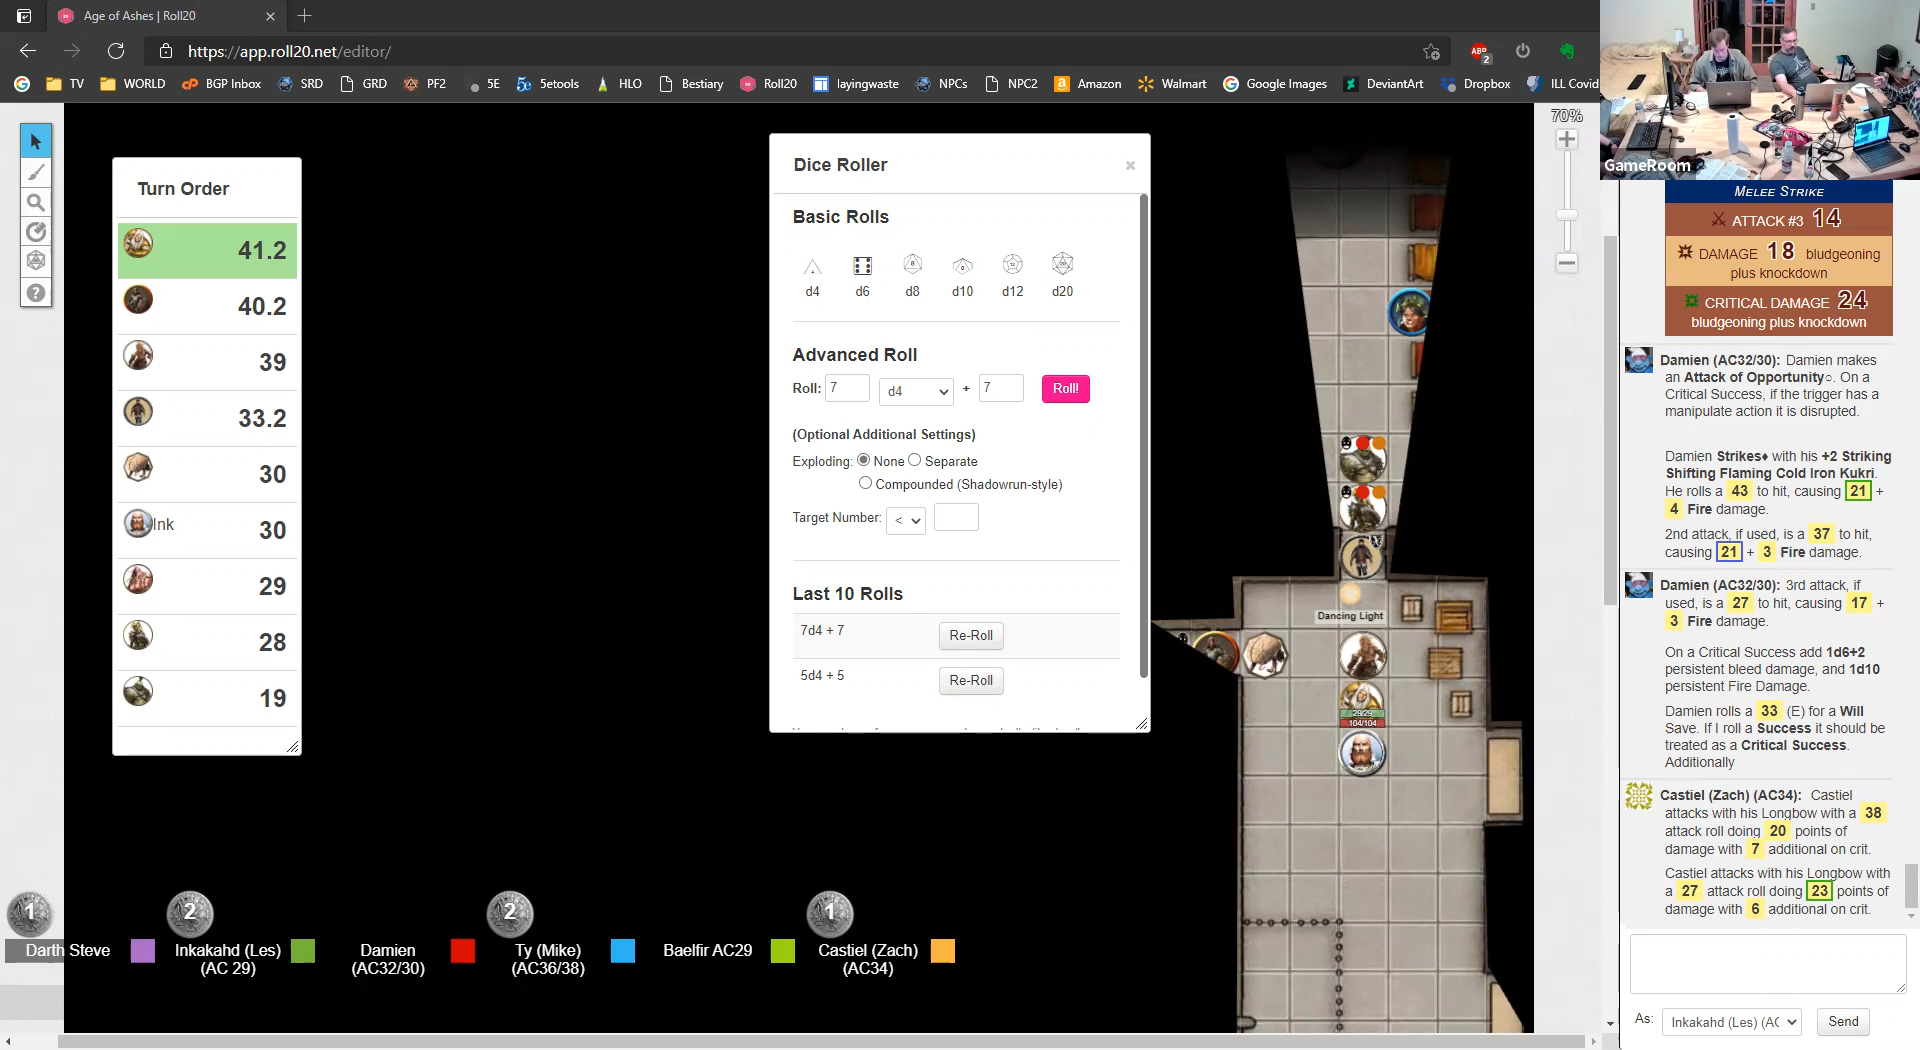 Age of Ashes | Roll20
https://app.roll20.net/editor/
ABP
2
TV
WORLD
BGP Inbox
SRD
GRD
PF2
5E
5etools
HLO
Bestiary
Roll20
layingwaste
NPCs
NPC2
Amazon
Walmart
Google Images
DeviantArt
Dropbox
ILL Covid
GameRoom
70%
Turn Order
41.2
40.2
39
33.2
30
Ink
30
29
28
19
Dice Roller
Basic Rolls
d4
d6
d8
d10
d12
d20
Advanced Roll
Roll: 7 d4 + 7 Roll!
(Optional Additional Settings)
Exploding: None Separate
Compounded (Shadowrun-style)
Target Number: <
Last 10 Rolls
7d4 + 7 Re-Roll
5d4 + 5 Re-Roll
Dancing Light
29/29
104/104
MELEE STRIKE
ATTACK #3 14
DAMAGE 18 bludgeoning
plus knockdown
CRITICAL DAMAGE 24
bludgeoning plus knockdown
Damien (AC32/30): Damien makes
an Attack of Opportunity○. On a
Critical Success, if the trigger has a
manipulate action it is disrupted.
Damien Strikes♦ with his +2 Striking
Shifting Flaming Cold Iron Kukri.
He rolls a 43 to hit, causing 21 +
4 Fire damage.
2nd attack, if used, is a 37 to hit,
causing 21 + 3 Fire damage.
Damien (AC32/30): 3rd attack, if
used, is a 27 to hit, causing 17 +
3 Fire damage.
On a Critical Success add 1d6+2
persistent bleed damage, and 1d10
persistent Fire Damage.
Damien rolls a 33 (E) for a Will
Save. If I roll a Success it should be
treated as a Critical Success.
Additionally
Castiel (Zach) (AC34): Castiel
attacks with his Longbow with a 38
attack roll doing 20 points of
damage with 7 additional on crit.
Castiel attacks with his Longbow with
a 27 attack roll doing 23 points of
damage with 6 additional on crit.
As: Inkakahd (Les) (AC Send
1
2
2
1
Darth Steve
Inkakahd (Les)
(AC 29)
Damien
(AC32/30)
Ty (Mike)
(AC36/38)
Baelfir AC29
Castiel (Zach)
(AC34)